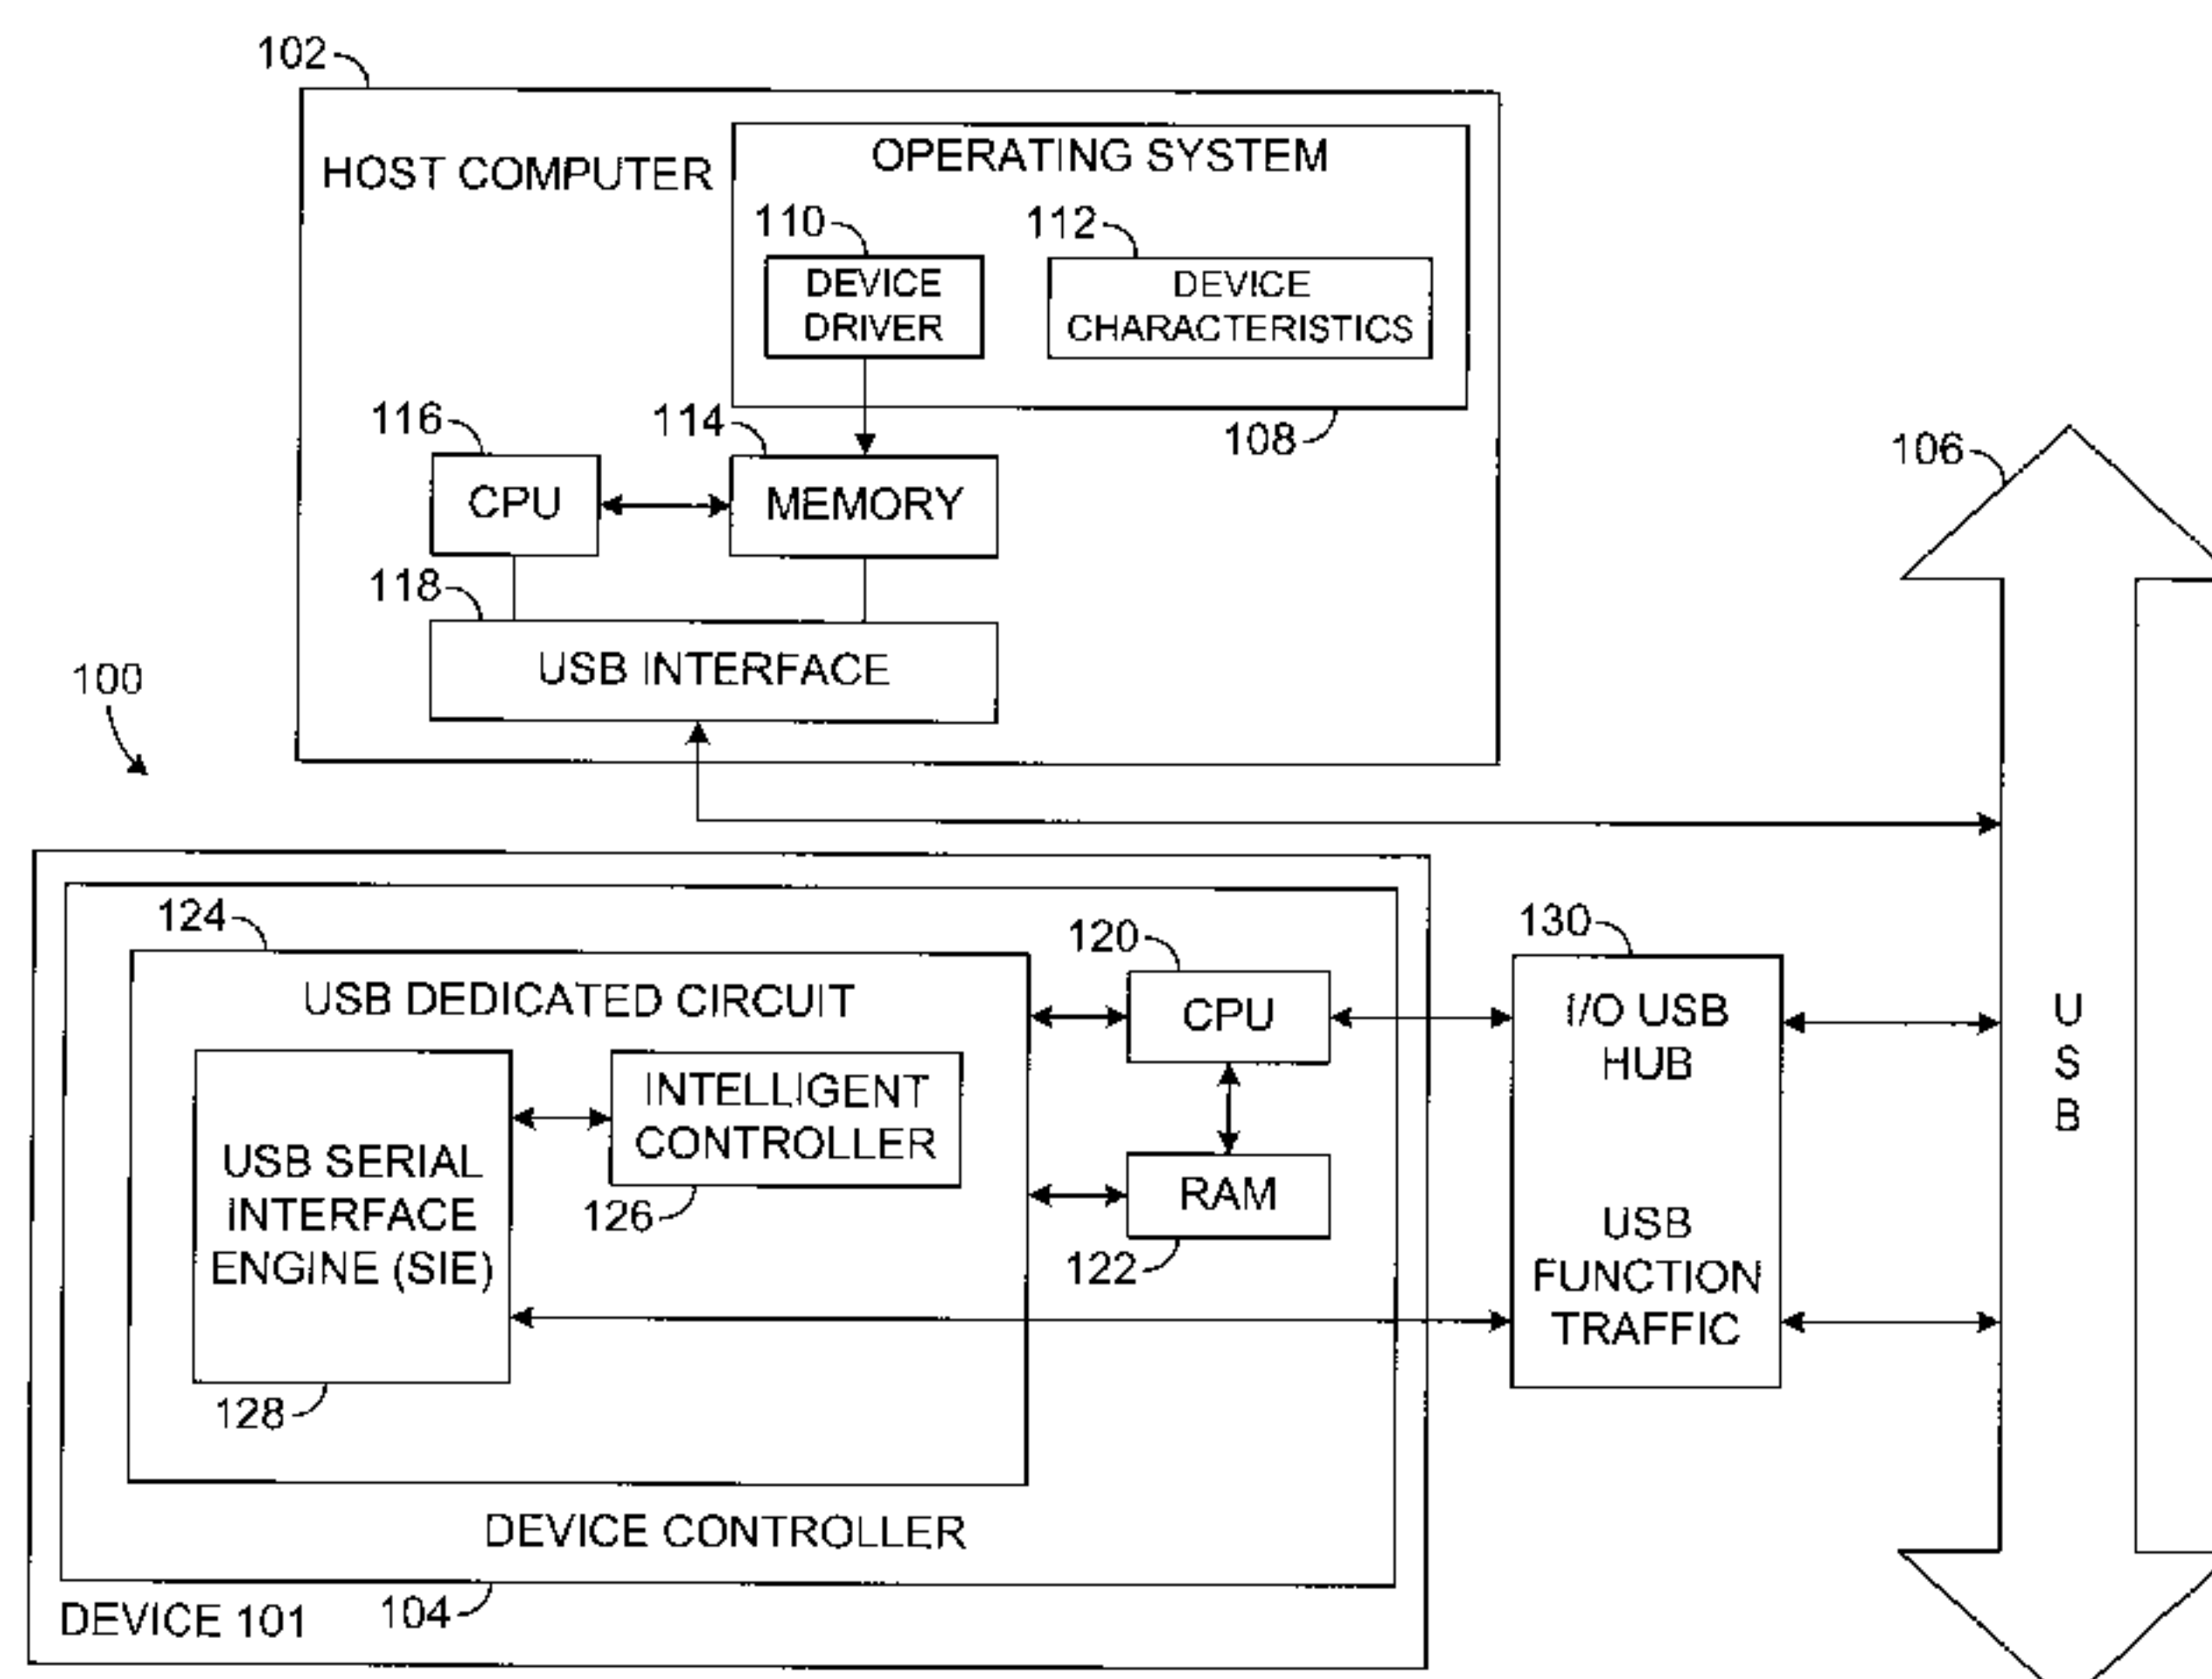 102
HOST COMPUTER
OPERATING SYSTEM
110
112
DEVICE
DRIVER
DEVICE
CHARACTERISTICS
116
114
108
CPU
MEMORY
118
USB INTERFACE
100
106
124
USB DEDICATED CIRCUIT
120
CPU
130
I/O USB
HUB
U
S
B
INTELLIGENT
CONTROLLER
126
USB SERIAL
INTERFACE
ENGINE (SIE)
128
RAM
122
USB
FUNCTION
TRAFFIC
DEVICE CONTROLLER
104
DEVICE 101